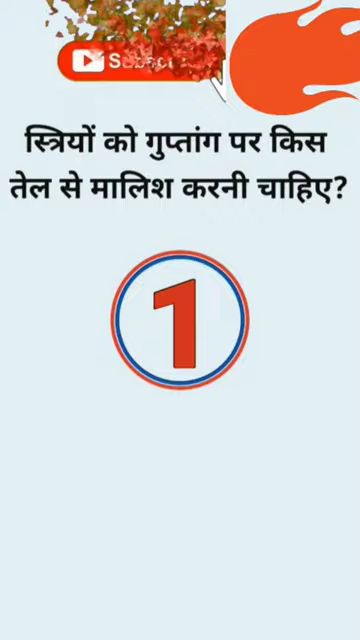 स्त्रियों को गुप्तांग पर किस
तेल से मालिश करनी चाहिए?
1